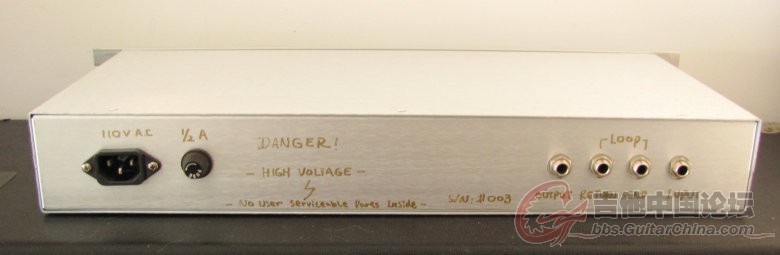 110V A.C.
1/2 A
DANGER!
- HIGH VOLTAGE -
- No User Serviceable Parts Inside -
S/N: #003
LOOP
OUTPUT RETURN
INPUT
吉他中国论坛
bbs.GuitarChina.com